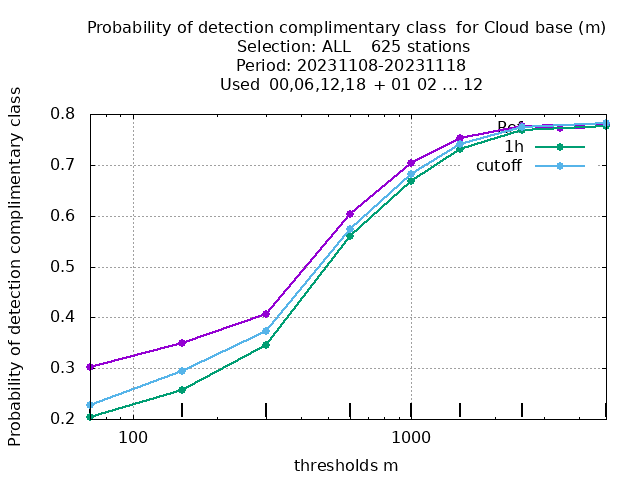 Probability of detection complimentary class for Cloud base (m)
Selection: ALL 625 stations
Period: 20231108-20231118
Used 00,06,12,18 + 01 02 ... 12
Probability of detection complimentary class
0.8
0.7
0.6
0.5
0.4
0.3
0.2
100
1000
thresholds m
1h
cutoff